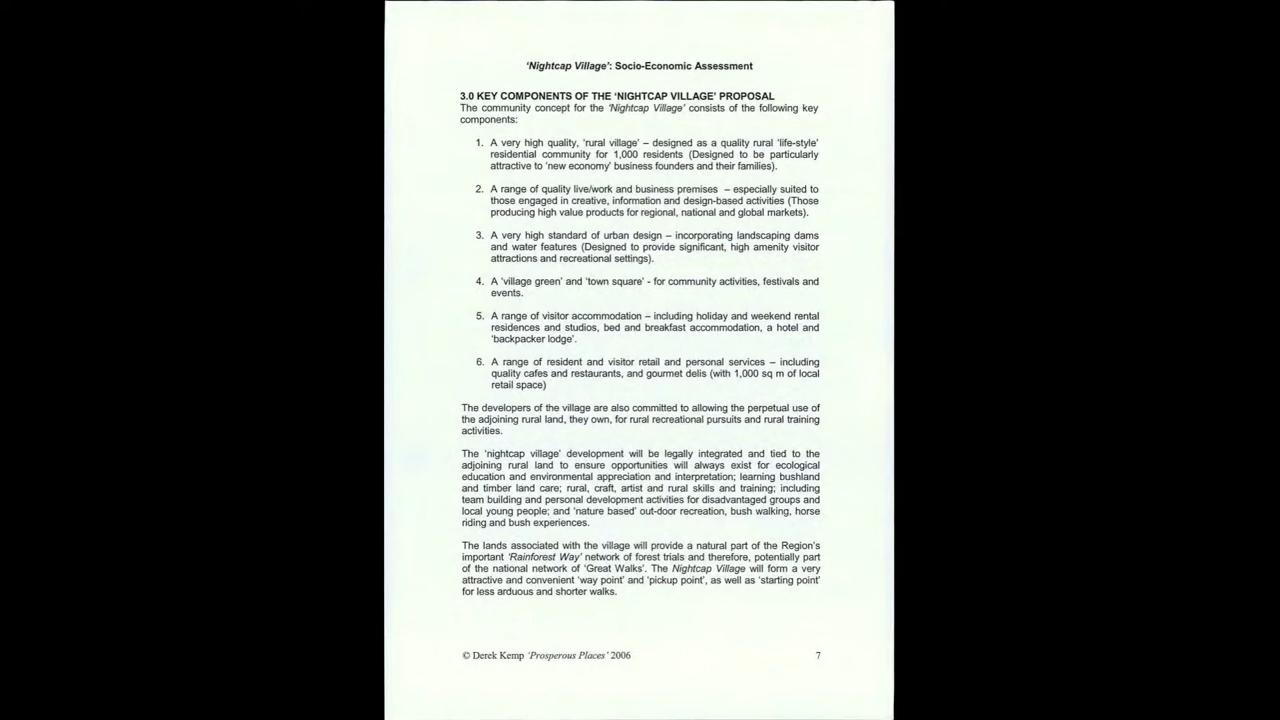 ‘Nightcap Village’: Socio-Economic Assessment
3.0 KEY COMPONENTS OF THE ‘NIGHTCAP VILLAGE’ PROPOSAL
The community concept for the ‘Nightcap Village’ consists of the following key
components:
1. A very high quality, ‘rural village’ – designed as a quality rural ‘life-style’
residential community for 1,000 residents (Designed to be particularly
attractive to ‘new economy’ business founders and their families).
2. A range of quality live/work and business premises – especially suited to
those engaged in creative, information and design-based activities (Those
producing high value products for regional, national and global markets).
3. A very high standard of urban design – incorporating landscaping dams
and water features (Designed to provide significant, high amenity visitor
attractions and recreational settings).
4. A ‘village green’ and ‘town square’ - for community activities, festivals and
events.
5. A range of visitor accommodation – including holiday and weekend rental
residences and studios, bed and breakfast accommodation, a hotel and
‘backpacker lodge’.
6. A range of resident and visitor retail and personal services – including
quality cafes and restaurants, and gourmet delis (with 1,000 sq m of local
retail space)
The developers of the village are also committed to allowing the perpetual use of
the adjoining rural land, they own, for rural recreational pursuits and rural training
activities.
The ‘nightcap village’ development will be legally integrated and tied to the
adjoining rural land to ensure opportunities will always exist for ecological
education and environmental appreciation and interpretation; learning bushland
and timber land care; rural, craft, artist and rural skills and training; including
team building and personal development activities for disadvantaged groups and
local young people; and ‘nature based’ out-door recreation, bush walking, horse
riding and bush experiences.
The lands associated with the village will provide a natural part of the Region’s
important ‘Rainforest Way’ network of forest trials and therefore, potentially part
of the national network of ‘Great Walks’. The Nightcap Village will form a very
attractive and convenient ‘way point’ and ‘pickup point’, as well as ‘starting point’
for less arduous and shorter walks.
© Derek Kemp ‘Prosperous Places’ 2006 7